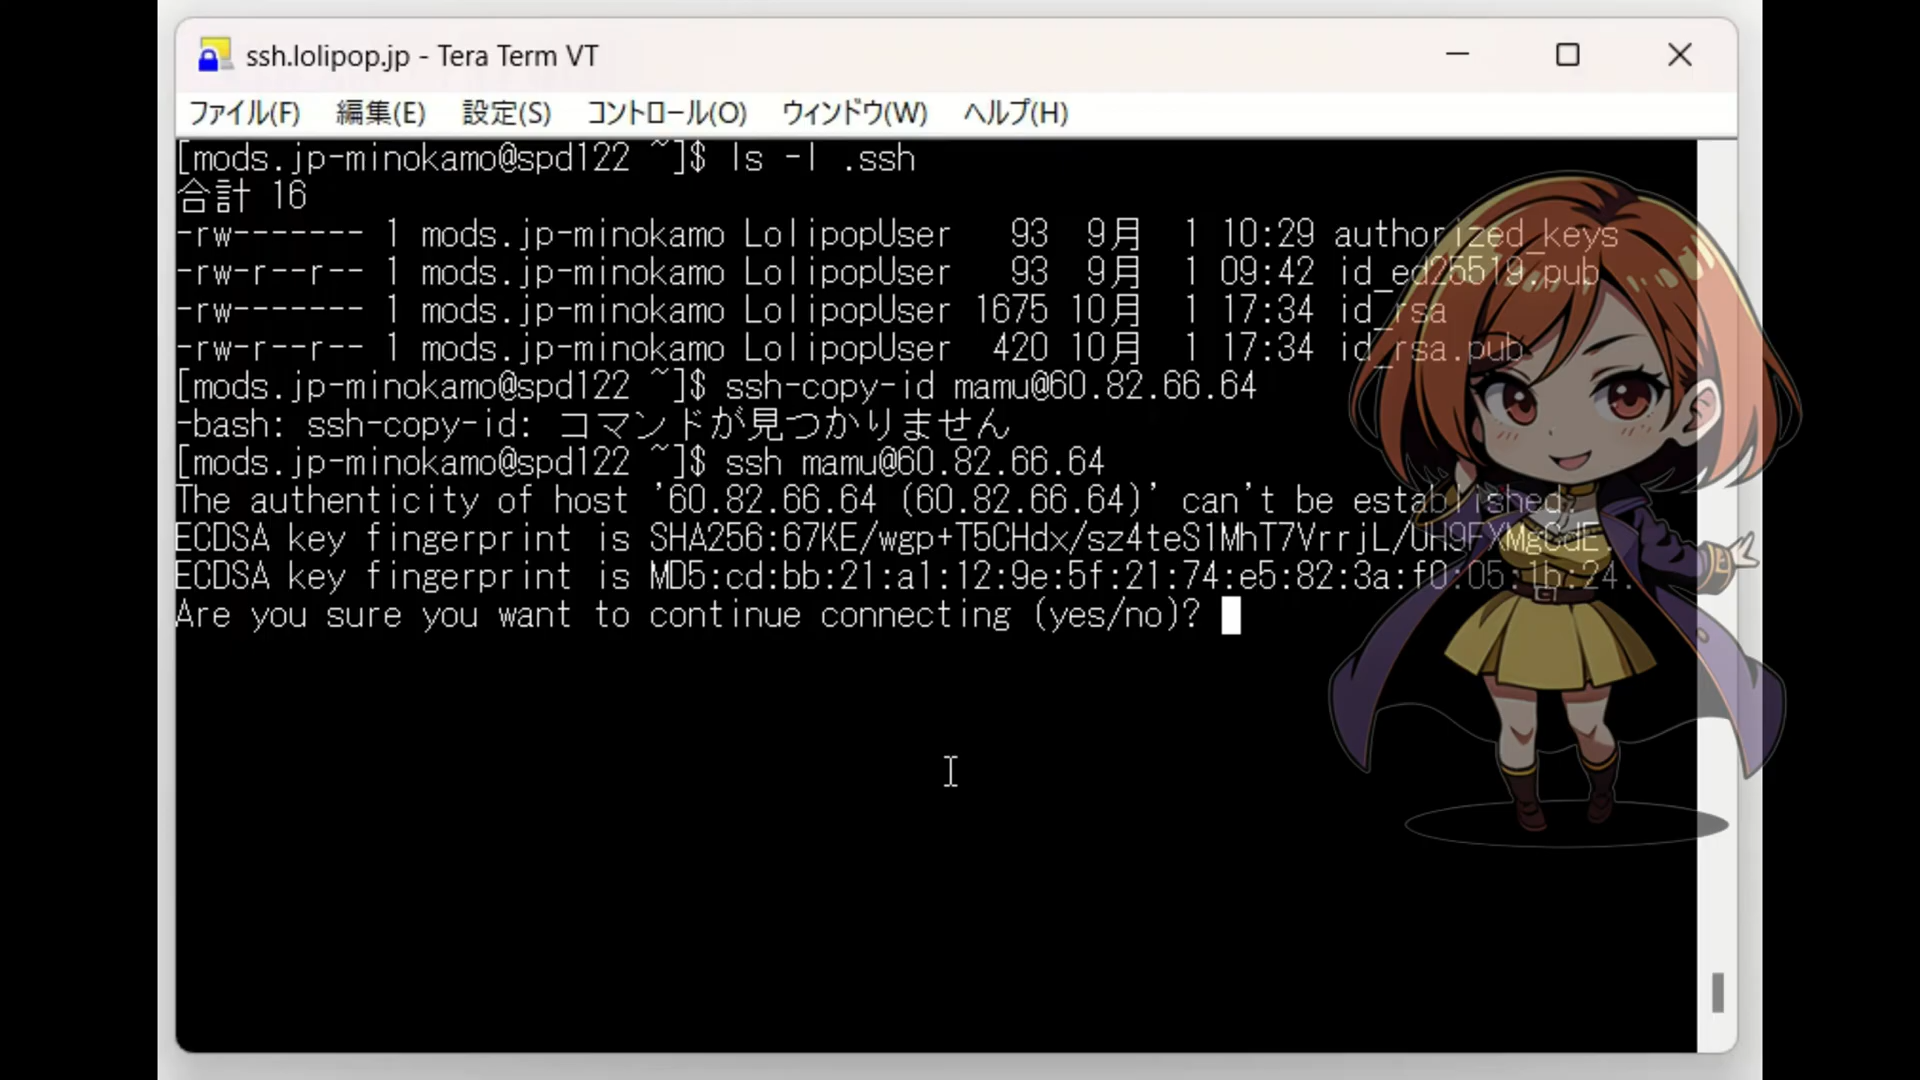 ssh.lolipop.jp - Tera Term VT
ファイル(F) 編集(E) 設定(S) コントロール(O) ウィンドウ(W) ヘルプ(H)
[mods.jp-minokamo@spd122 ~]$ ls -l .ssh
合計 16
-rw------- 1 mods.jp-minokamo LolipopUser 93 9月 1 10:29 authorized_keys
-rw-r--r-- 1 mods.jp-minokamo LolipopUser 93 9月 1 09:42 id_ed25519.pub
-rw------- 1 mods.jp-minokamo LolipopUser 1675 10月 1 17:34 id_rsa
-rw-r--r-- 1 mods.jp-minokamo LolipopUser 420 10月 1 17:34 id_rsa.pub
[mods.jp-minokamo@spd122 ~]$ ssh-copy-id mamu@60.82.66.64
-bash: ssh-copy-id: コマンドが見つかりません
[mods.jp-minokamo@spd122 ~]$ ssh mamu@60.82.66.64
The authenticity of host '60.82.66.64 (60.82.66.64)' can't be established.
ECDSA key fingerprint is SHA256:67KE/wgp+T5CHdx/sz4teS1MhT7VrrjL/UH9FXMgCdE.
ECDSA key fingerprint is MD5:cd:bb:21:a1:12:9e:5f:21:74:e5:82:3a:f0:05:1b:24.
Are you sure you want to continue connecting (yes/no)?